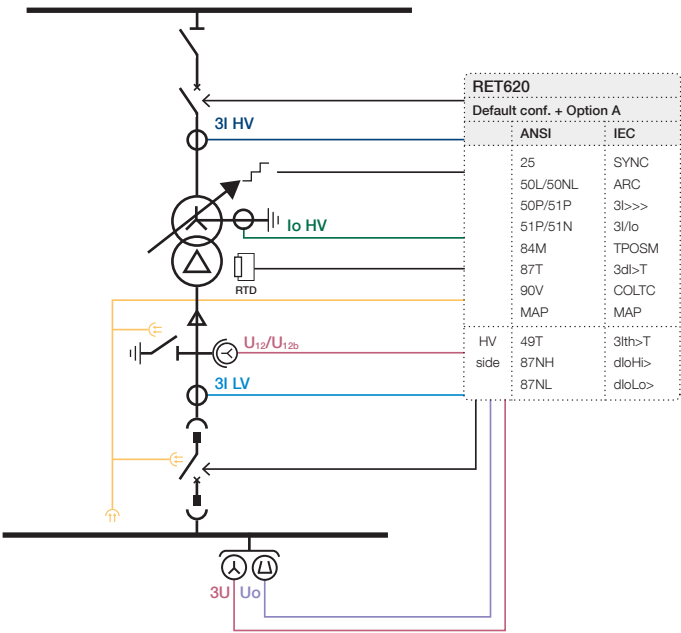 RET620
Default conf. + Option A
ANSI IEC
25 SYNC
50L/50NL ARC
50P/51P 3I>>>
51P/51N 3I/Io
84M TPOSM
87T 3dI>T
90V COLTC
MAP MAP
HV 49T 3Ith>T
side 87NH dIoHi>
87NL dIoLo>
3I HV
Io HV
RTD
U12/U12b
3I LV
3U Uo